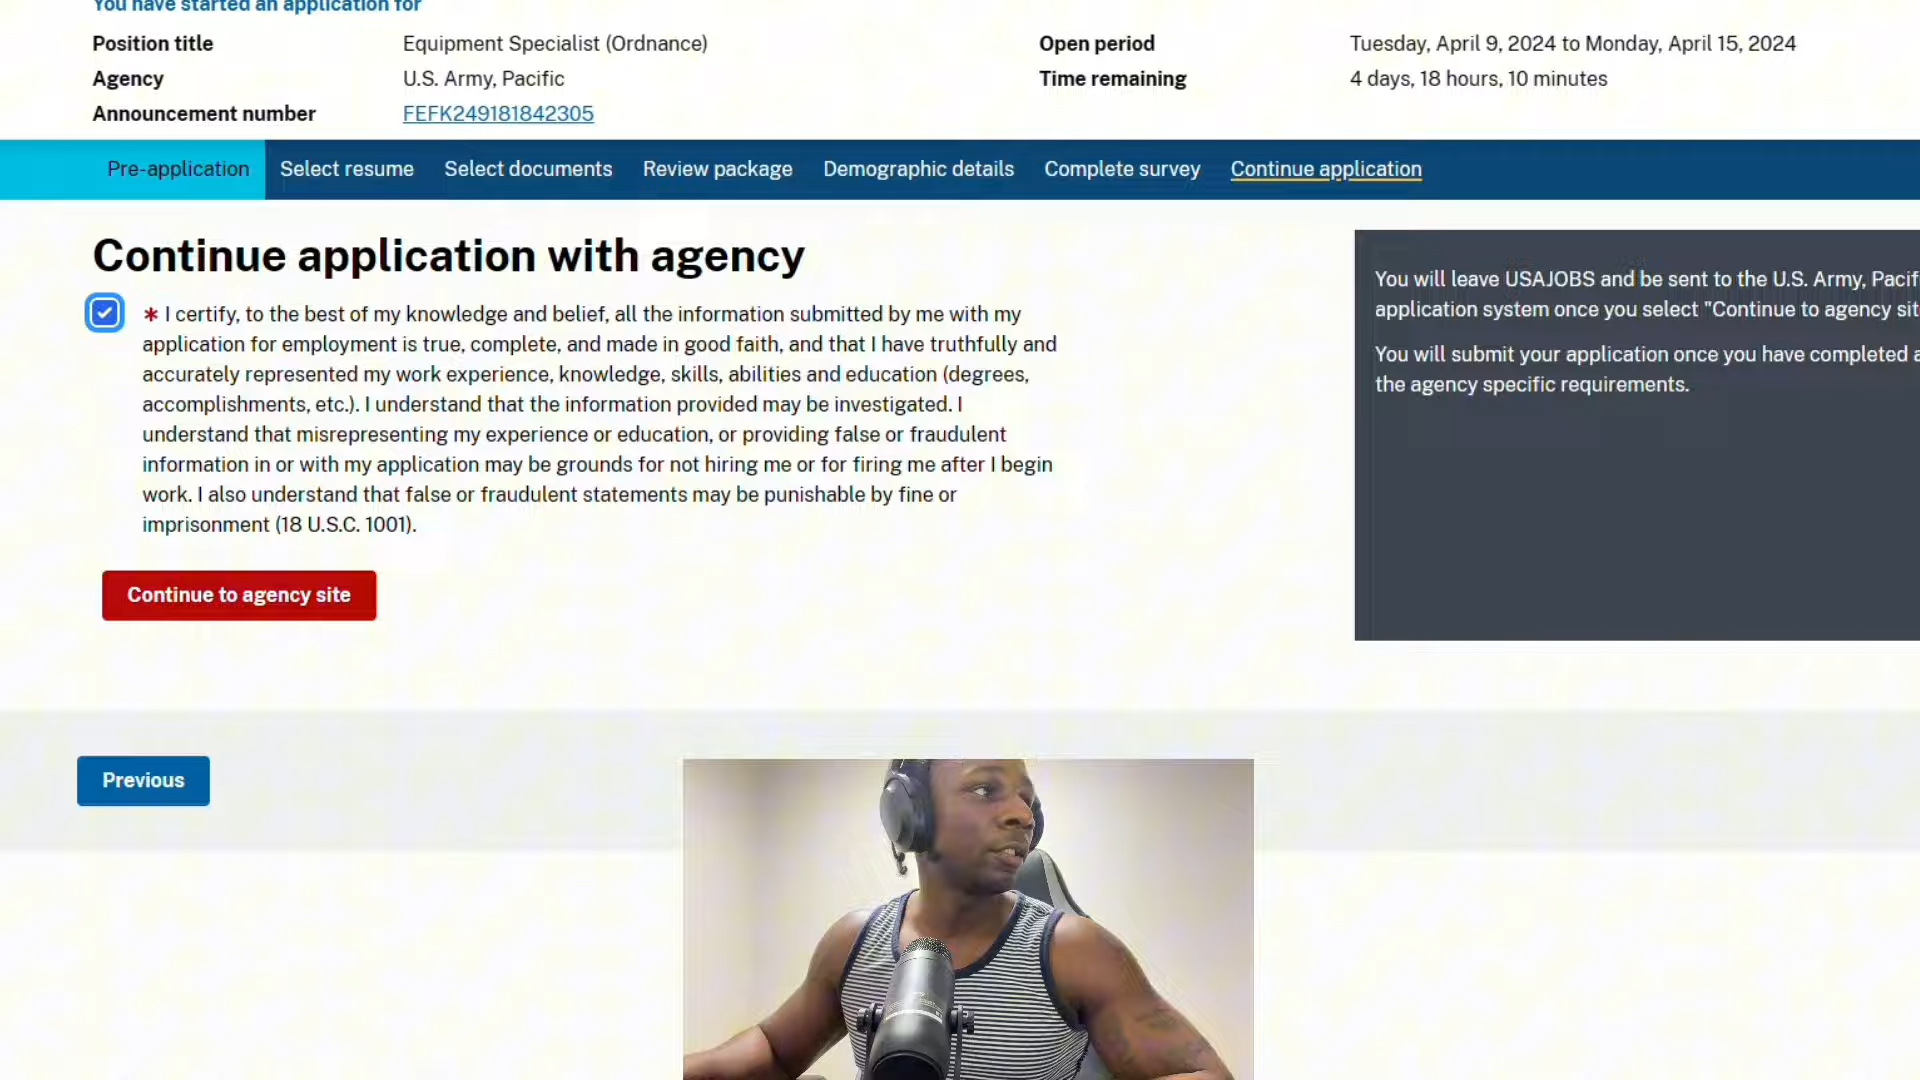 You have started an application for
Position title Equipment Specialist (Ordnance) Open period Tuesday, April 9, 2024 to Monday, April 15, 2024
Agency U.S. Army, Pacific Time remaining 4 days, 18 hours, 10 minutes
Announcement number FEFK249181842305
Pre-application Select resume Select documents Review package Demographic details Complete survey Continue application
Continue application with agency
* I certify, to the best of my knowledge and belief, all the information submitted by me with my
application for employment is true, complete, and made in good faith, and that I have truthfully and
accurately represented my work experience, knowledge, skills, abilities and education (degrees,
accomplishments, etc.). I understand that the information provided may be investigated. I
understand that misrepresenting my experience or education, or providing false or fraudulent
information in or with my application may be grounds for not hiring me or for firing me after I begin
work. I also understand that false or fraudulent statements may be punishable by fine or
imprisonment (18 U.S.C. 1001).
Continue to agency site
You will leave USAJOBS and be sent to the U.S. Army, Pacif
application system once you select "Continue to agency sit
You will submit your application once you have completed a
the agency specific requirements.
Previous